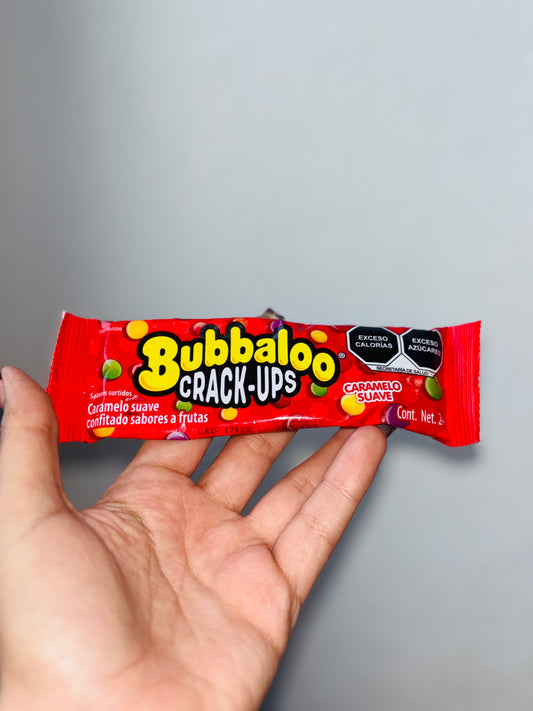 Bubbaloo®
CRACK-UPS
EXCESO
CALORÍAS
EXCESO
AZÚCARES
SECRETARÍA DE SALUD
CARAMELO
SUAVE
Sabores surtidos
Caramelo suave
confitado sabores a frutas
Cont. Net. 2